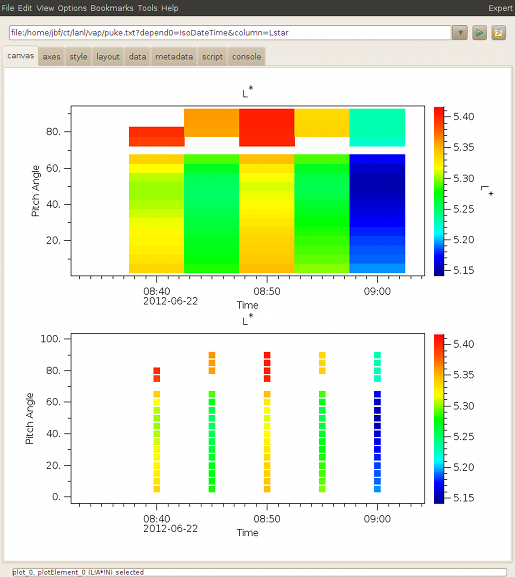 File Edit View Options Bookmarks Tools Help Expert
file:/home/jbf/ct/lanl/vap/puke.txt?depend0=IsoDateTime&column=Lstar
canvas axes style layout data metadata script console
L*
80.
60.
40.
20.
Pitch Angle
08:40 08:50 09:00
2012-06-22
Time
5.40
5.35
5.30
5.25
5.20
5.15
L*
L*
100.
80.
60.
40.
20.
0.
Pitch Angle
08:40 08:50 09:00
2012-06-22
Time
5.40
5.35
5.30
5.25
5.20
5.15
plot_0, plotElement_0 (L!A*!N) selected